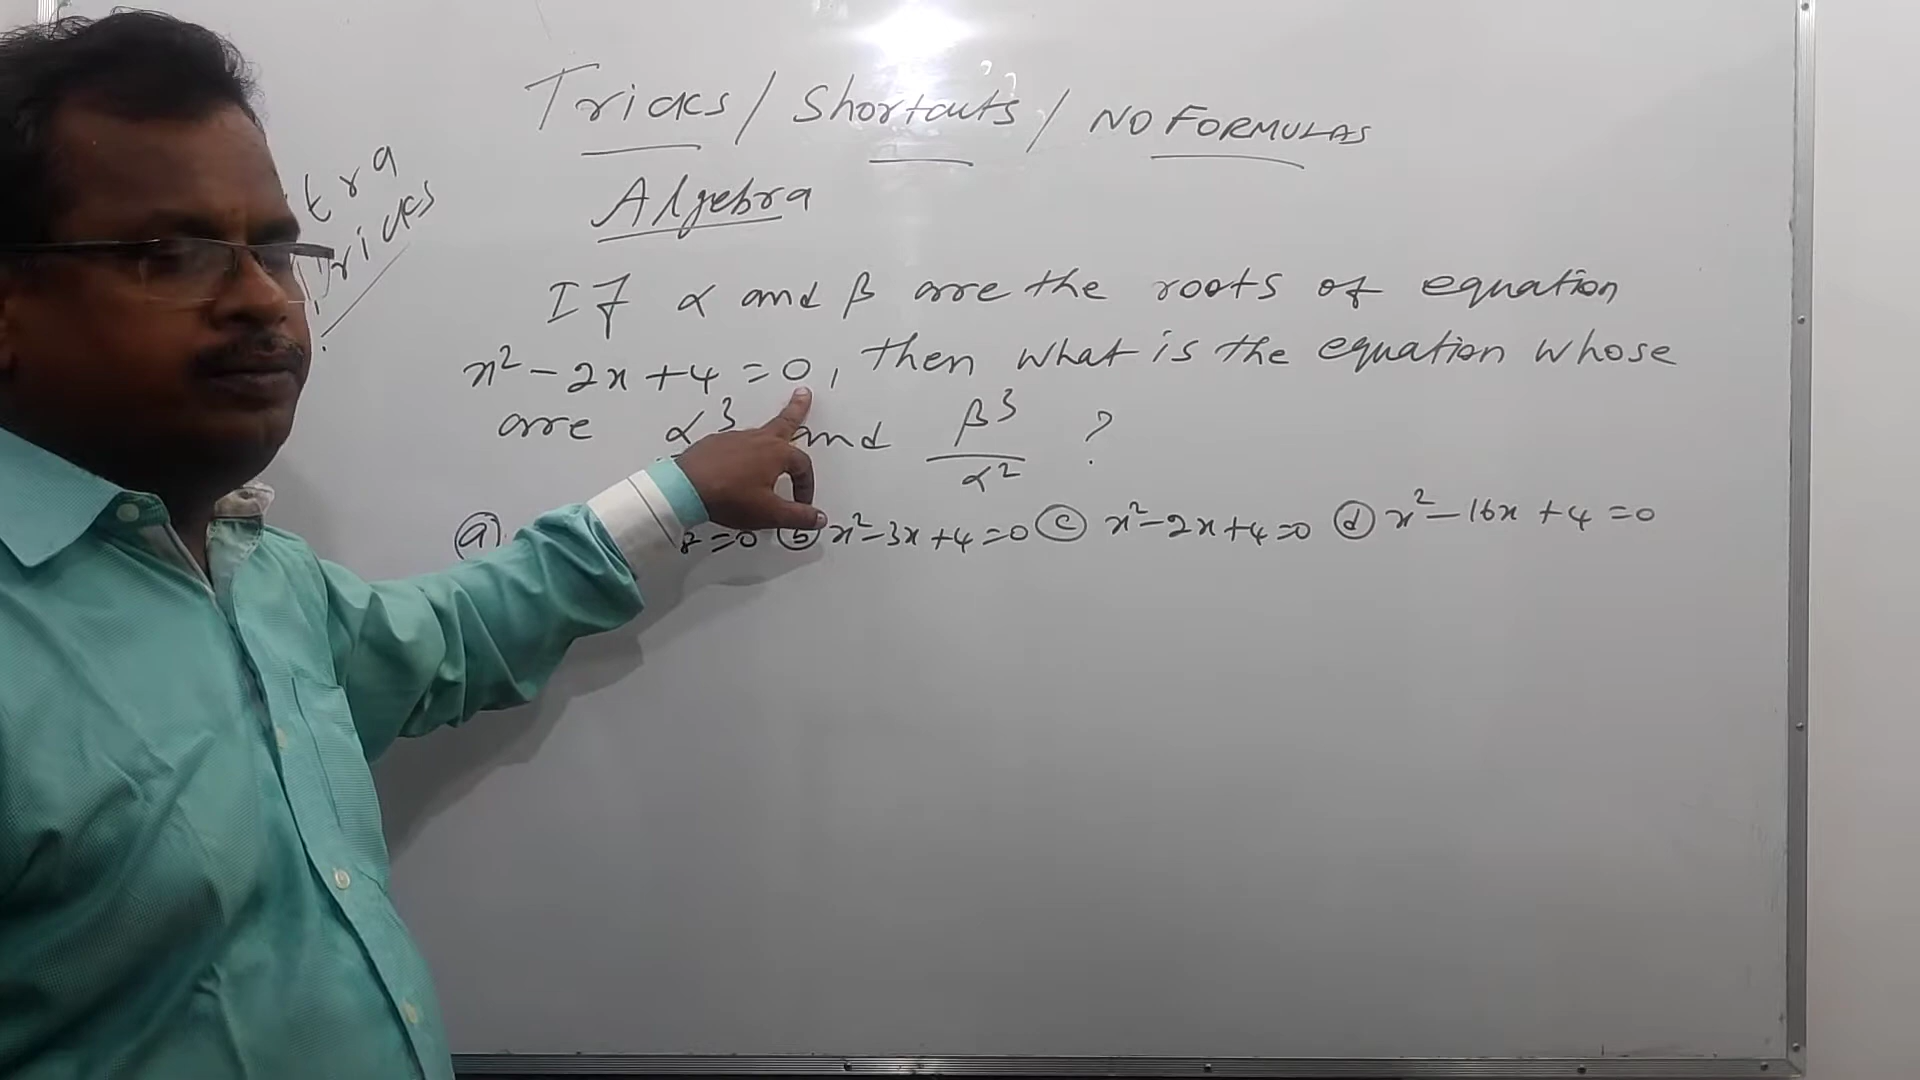 Tricks / Shortcuts / NO FORMULAS
Algebra
tra
Tricks
If α and β are the roots of equation
x² - 2x + 4 = 0, then what is the equation whose
are α³ and β³/α² ?
(a) 8 = 0 (b) x² - 3x + 4 = 0 (c) x² - 2x + 4 = 0 (d) x² - 16x + 4 = 0